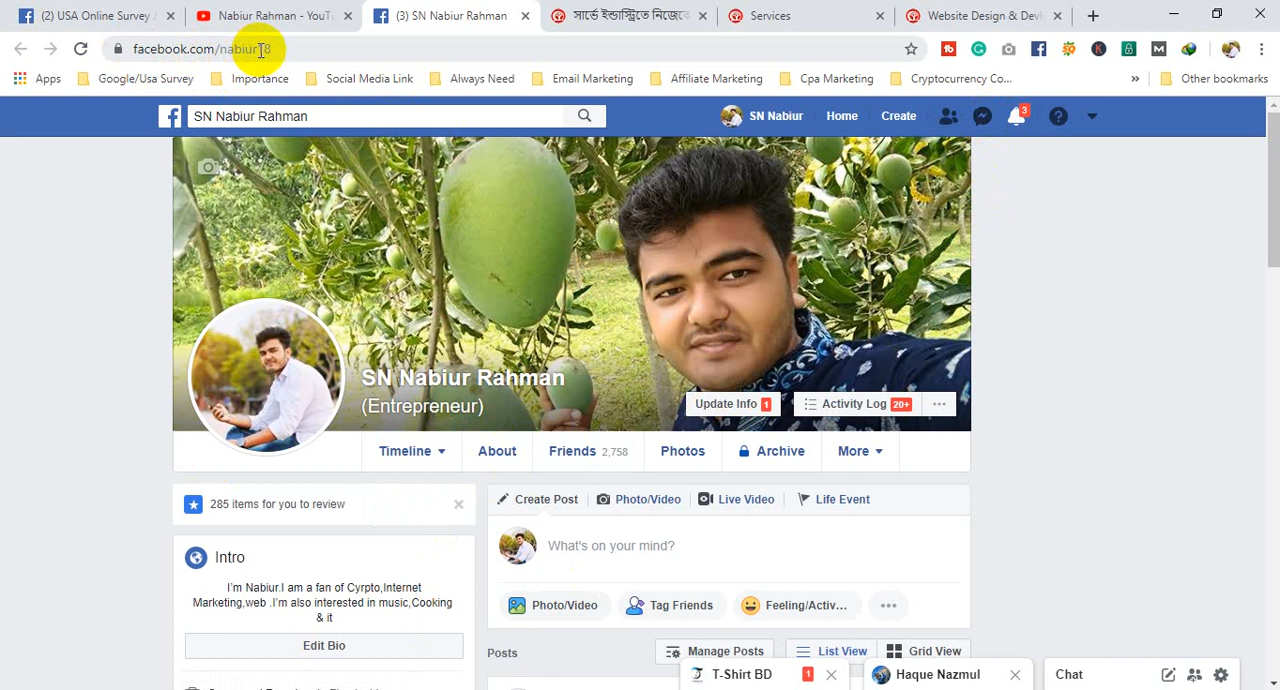 (2) USA Online Survey
Nabiur Rahman - YouTu
(3) SN Nabiur Rahman
সার্ভে ইন্ডাস্ট্রিতে নিজেকে
Services
Website Design & Dev
facebook.com/nabiur
Apps
Google/Usa Survey
Importance
Social Media Link
Always Need
Email Marketing
Affiliate Marketing
Cpa Marketing
Cryptocurrency Co...
Other bookmarks
SN Nabiur Rahman
SN Nabiur
Home
Create
3
SN Nabiur Rahman
(Entrepreneur)
Update Info 1
Activity Log 20+
Timeline
About
Friends 2,758
Photos
Archive
More
285 items for you to review
Intro
I'm Nabiur.I am a fan of Cyrpto,Internet
Marketing,web .I'm also interested in music,Cooking
& it
Edit Bio
Create Post
Photo/Video
Live Video
Life Event
What's on your mind?
Photo/Video
Tag Friends
Feeling/Activ...
Posts
Manage Posts
List View
Grid View
T-Shirt BD 1
Haque Nazmul
Chat